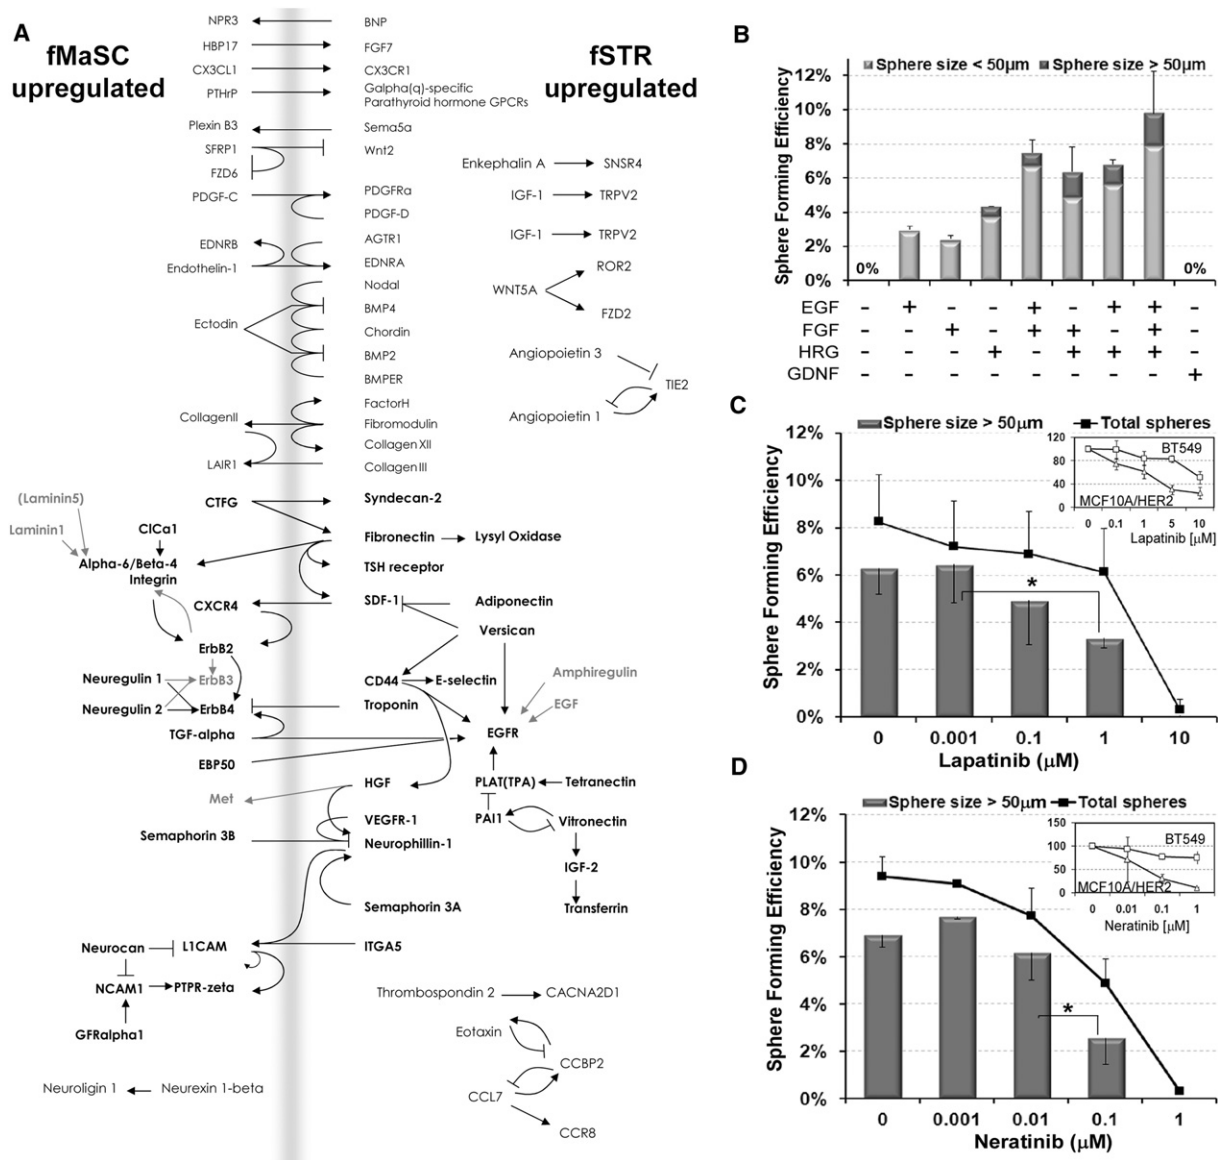 A
fMaSC
upregulated
fSTR
upregulated
NPR3
BNP
HBP17
FGF7
CX3CL1
CX3CR1
PTHrP
Galpha(q)-specific
Parathyroid hormone GPCRs
Plexin B3
Sema5a
SFRP1
Wnt2
FZD6
PDGF-C
PDGFRa
PDGF-D
EDNRB
AGTR1
Endothelin-1
EDNRA
Nodal
Ectodin
BMP4
Chordin
BMP2
BMPER
FactorH
CollagenII
Fibromodulin
Collagen XII
LAIR1
Collagen III
Enkephalin A
SNSR4
IGF-1
TRPV2
IGF-1
TRPV2
ROR2
WNT5A
FZD2
Angiopoietin 3
TIE2
Angiopoietin 1
(Laminin5)
CTFG
Syndecan-2
Laminin1
ClCa1
Fibronectin
Lysyl Oxidase
Alpha-6/Beta-4
Integrin
TSH receptor
CXCR4
SDF-1
Adiponectin
Versican
ErbB2
Neuregulin 1
ErbB3
CD44
E-selectin
Amphiregulin
Neuregulin 2
ErbB4
Troponin
EGF
TGF-alpha
EGFR
EBP50
HGF
PLAT(TPA)
Tetranectin
Met
VEGFR-1
PAI1
Vitronectin
Semaphorin 3B
Neurophillin-1
IGF-2
Semaphorin 3A
Transferrin
Neurocan
L1CAM
ITGA5
NCAM1
PTPR-zeta
GFRalpha1
Thrombospondin 2
CACNA2D1
Eotaxin
CCBP2
Neuroligin 1
Neurexin 1-beta
CCL7
CCR8
B
Sphere size < 50µm
Sphere size > 50µm
Sphere Forming Efficiency
12%
10%
8%
6%
4%
2%
0%
0%
0%
EGF - + - - + - + + -
FGF - - + - + + - + -
HRG - - - + - + + + -
GDNF - - - - - - - - +
C
Sphere size > 50µm
Total spheres
Sphere Forming Efficiency
12%
10%
8%
6%
4%
2%
0%
*
0 0.001 0.1 1 10
Lapatinib (µM)
120
80
40
0
BT549
MCF10A/HER2
0 0.1 1 5 10
Lapatinib [µM]
D
Sphere size > 50µm
Total spheres
Sphere Forming Efficiency
12%
10%
8%
6%
4%
2%
0%
*
0 0.001 0.01 0.1 1
Neratinib (µM)
150
100
50
0
BT549
MCF10A/HER2
0 0.01 0.1 1
Neratinib [µM]